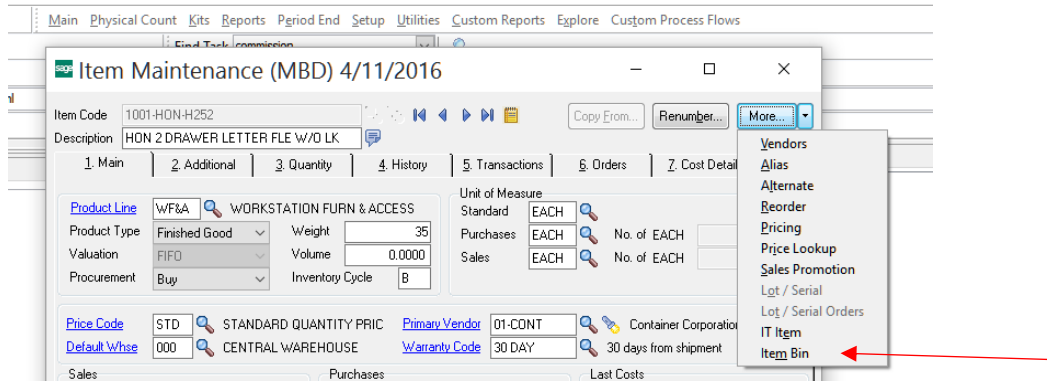 Main Physical Count Kits Reports Period End Setup Utilities Custom Reports Explore Custom Process Flows
Find Task commission
sage Item Maintenance (MBD) 4/11/2016
Item Code 1001-HON-H252 Copy From... Renumber... More...
Description HON 2 DRAWER LETTER FLE W/O LK
1. Main 2. Additional 3. Quantity 4. History 5. Transactions 6. Orders 7. Cost Detail
Vendors
Alias
Alternate
Reorder
Pricing
Price Lookup
Sales Promotion
Lot / Serial
Lot / Serial Orders
IT Item
Item Bin
Product Line WF&A WORKSTATION FURN & ACCESS
Product Type Finished Good Weight 35
Valuation FIFO Volume 0.0000
Procurement Buy Inventory Cycle B
Unit of Measure
Standard EACH
Purchases EACH No. of EACH
Sales EACH No. of EACH
Price Code STD STANDARD QUANTITY PRIC Primary Vendor 01-CONT Container Corporation
Default Whse 000 CENTRAL WAREHOUSE Warranty Code 30 DAY 30 days from shipment
Sales Purchases Last Costs